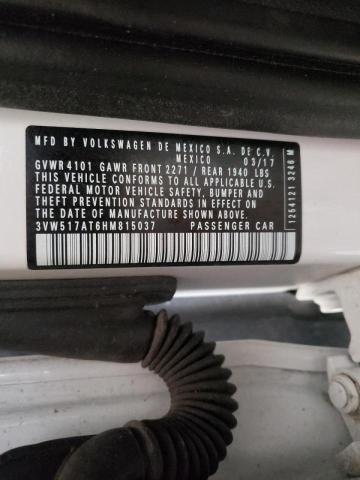 MFD BY VOLKSWAGEN DE MEXICO S.A. DE C.V.
MEXICO 03/17
GVWR 4101 GAWR FRONT 2271 / REAR 1940 LBS
THIS VEHICLE CONFORMS TO ALL APPLICABLE U.S.
FEDERAL MOTOR VEHICLE SAFETY, BUMPER AND
THEFT PREVENTION STANDARDS IN EFFECT ON
THE DATE OF MANUFACTURE SHOWN ABOVE.
3VW517AT6HM815037 PASSENGER CAR
1254121 3246 M